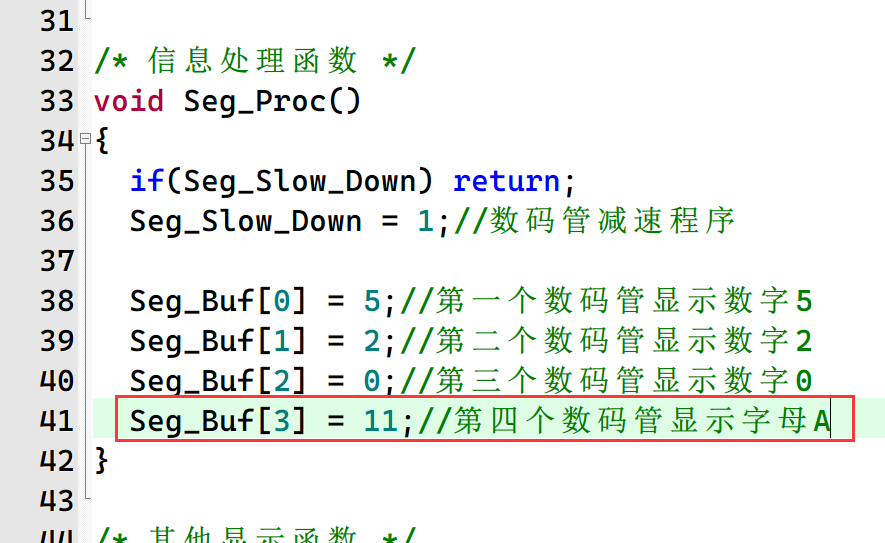 31
32 /* 信息处理函数 */
33 void Seg_Proc()
34 {
35 if(Seg_Slow_Down) return;
36 Seg_Slow_Down = 1;//数码管减速程序
37
38 Seg_Buf[0] = 5;//第一个数码管显示数字5
39 Seg_Buf[1] = 2;//第二个数码管显示数字2
40 Seg_Buf[2] = 0;//第三个数码管显示数字0
41 Seg_Buf[3] = 11;//第四个数码管显示字母A
42 }
43
44 /* 其他显示函数 */